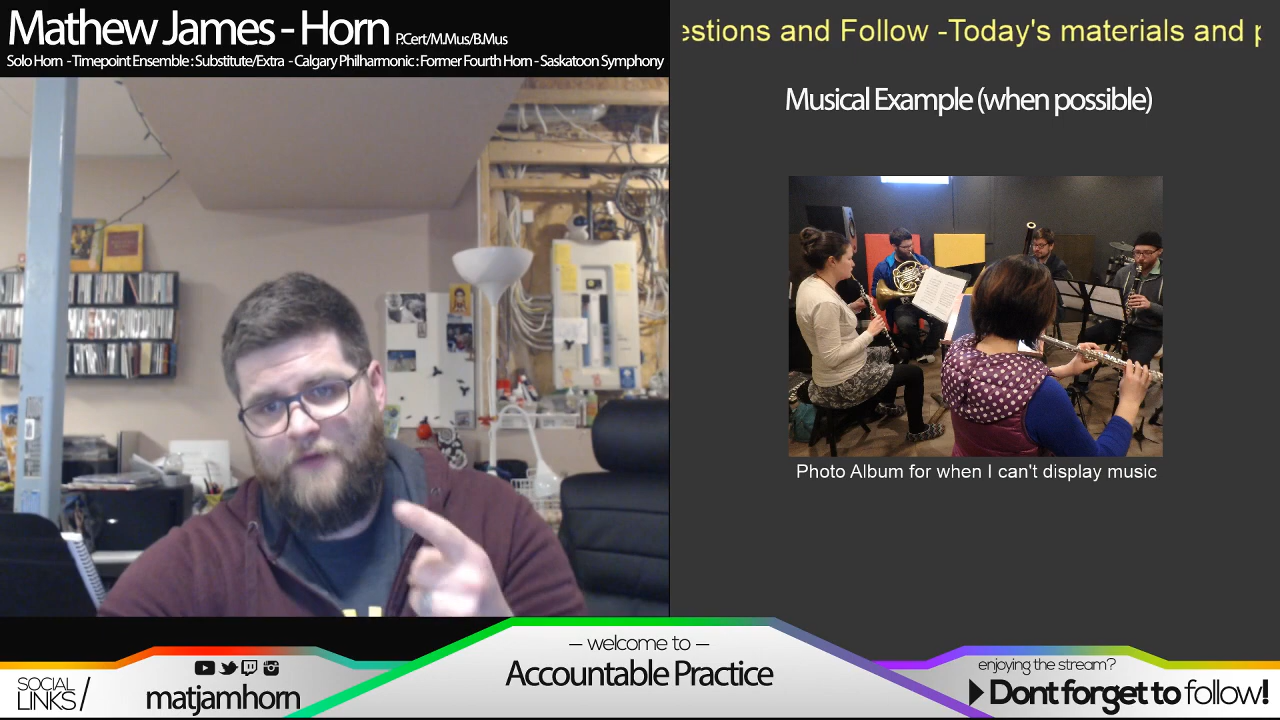 Mathew James - Horn P.Cert/M.Mus/B.Mus
Solo Horn - Timepoint Ensemble : Substitute/Extra - Calgary Philharmonic : Former Fourth Horn - Saskatoon Symphony
estions and Follow -Today's materials and p
Musical Example (when possible)
Photo Album for when I can't display music
SOCIAL
LINKS/
matjamhorn
— welcome to —
Accountable Practice
enjoying the stream?
Dont forget to follow!